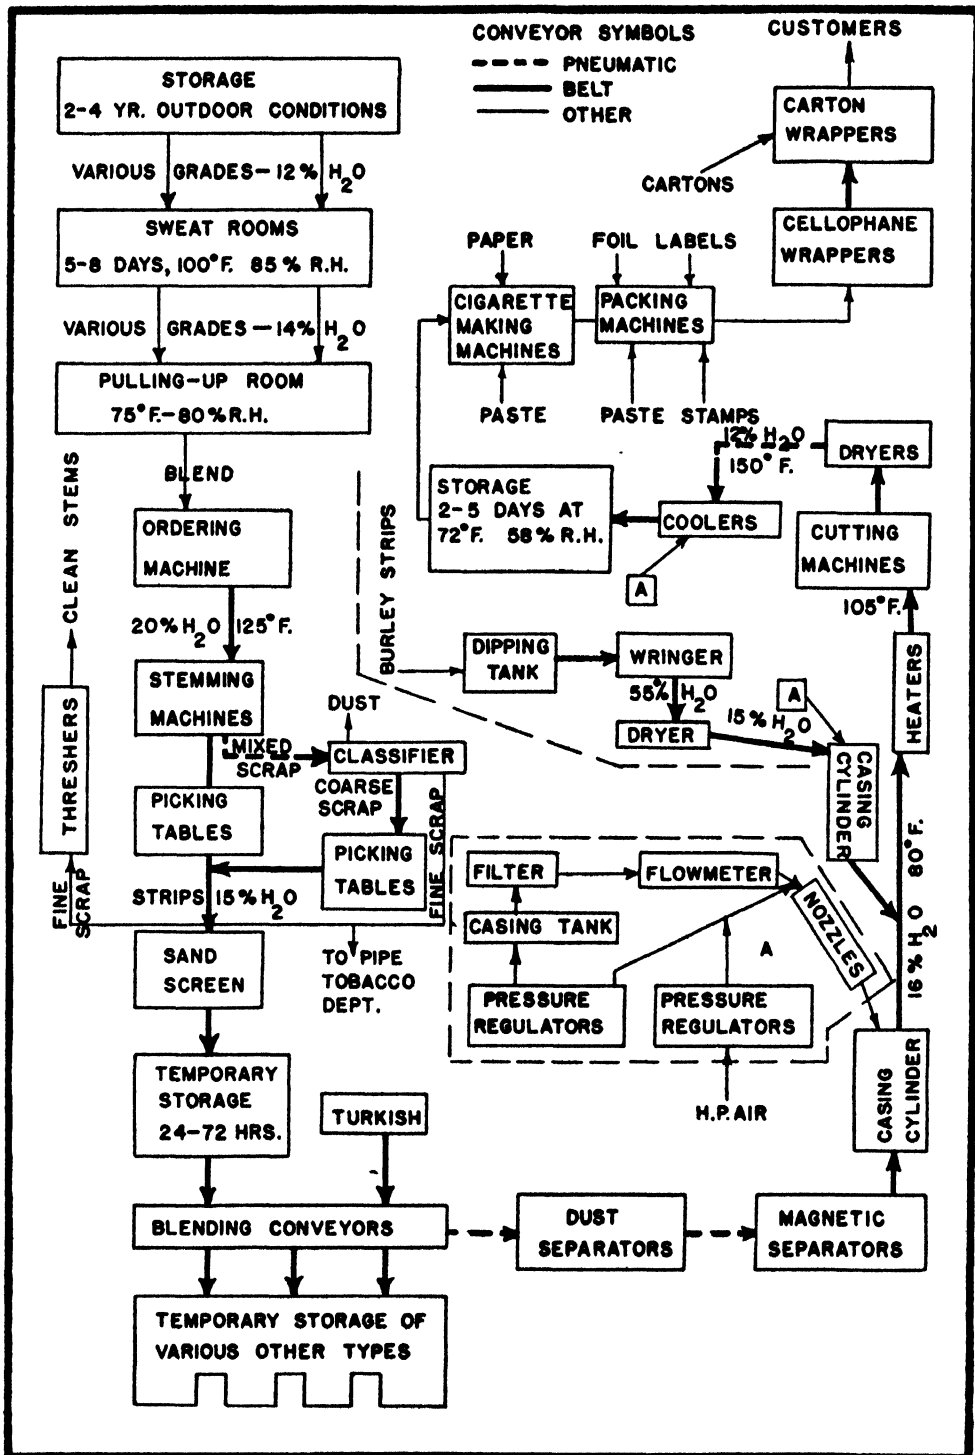 CONVEYOR SYMBOLS
PNEUMATIC
BELT
OTHER
STORAGE
2-4 YR. OUTDOOR CONDITIONS
VARIOUS GRADES-12% H2O
SWEAT ROOMS
5-8 DAYS, 100°F. 85% R.H.
VARIOUS GRADES-14% H2O
PULLING-UP ROOM
75°F.-80%R.H.
BLEND
ORDERING
MACHINE
20% H2O 125°F.
STEMMING
MACHINES
MIXED
SCRAP
DUST
CLASSIFIER
COARSE
SCRAP
FINE SCRAP
PICKING
TABLES
PICKING
TABLES
STRIPS 15% H2O
FINE
SCRAP
THRESHERS
CLEAN STEMS
TO PIPE
TOBACCO
DEPT.
SAND
SCREEN
TEMPORARY
STORAGE
24-72 HRS.
TURKISH
BLENDING CONVEYORS
TEMPORARY STORAGE OF
VARIOUS OTHER TYPES
DUST
SEPARATORS
MAGNETIC
SEPARATORS
CASING
CYLINDER
FILTER
FLOWMETER
NOZZLES
CASING TANK
A
PRESSURE
REGULATORS
PRESSURE
REGULATORS
H.P. AIR
BURLEY STRIPS
DIPPING
TANK
WRINGER
55% H2O
DRYER
15% H2O
A
CASING
CYLINDER
16% H2O 80°F.
HEATERS
105°F.
CUTTING
MACHINES
DRYERS
12% H2O
150°F.
COOLERS
A
STORAGE
2-5 DAYS AT
72°F. 58% R.H.
PAPER
CIGARETTE
MAKING
MACHINES
PASTE
FOIL LABELS
PACKING
MACHINES
PASTE STAMPS
CELLOPHANE
WRAPPERS
CARTONS
CARTON
WRAPPERS
CUSTOMERS